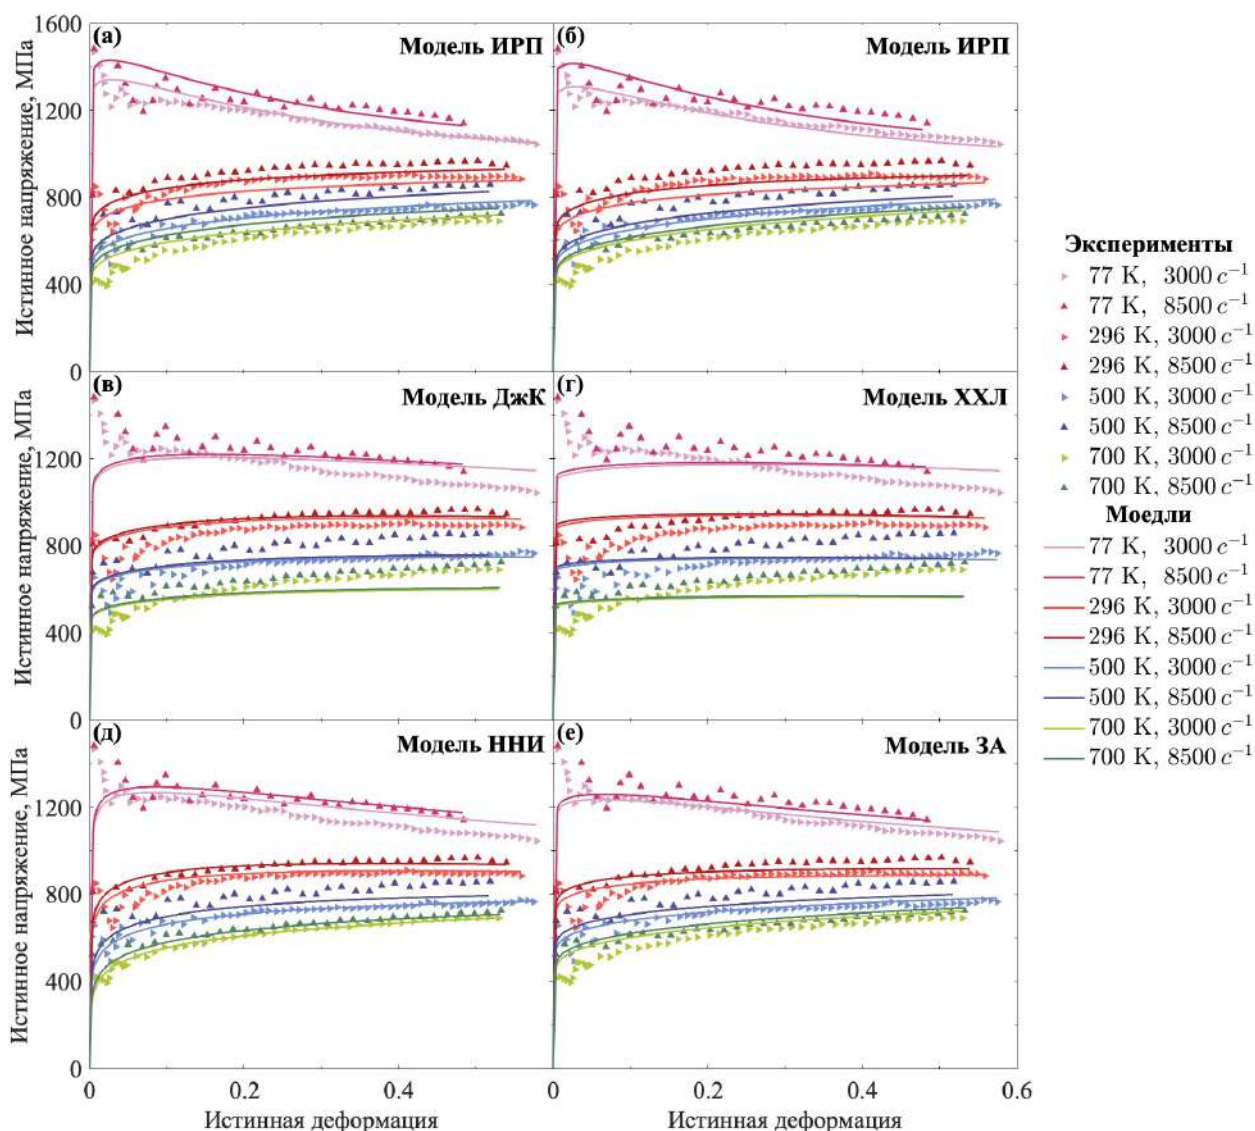 1600
(а)
Модель ИРП
(б)
Модель ИРП
1200
800
400
0
Истинное напряжение, МПа
(в)
Модель ДжК
(г)
Модель ХХЛ
1200
800
400
0
Истинное напряжение, МПа
(д)
Модель ННИ
(е)
Модель ЗА
1200
800
400
0
Истинное напряжение, МПа
0
0.2
0.4
0
0.2
0.4
0.6
Истинная деформация
Истинная деформация
Эксперименты
77 K, 3000 c⁻¹
77 K, 8500 c⁻¹
296 K, 3000 c⁻¹
296 K, 8500 c⁻¹
500 K, 3000 c⁻¹
500 K, 8500 c⁻¹
700 K, 3000 c⁻¹
700 K, 8500 c⁻¹
Моедли
77 K, 3000 c⁻¹
77 K, 8500 c⁻¹
296 K, 3000 c⁻¹
296 K, 8500 c⁻¹
500 K, 3000 c⁻¹
500 K, 8500 c⁻¹
700 K, 3000 c⁻¹
700 K, 8500 c⁻¹